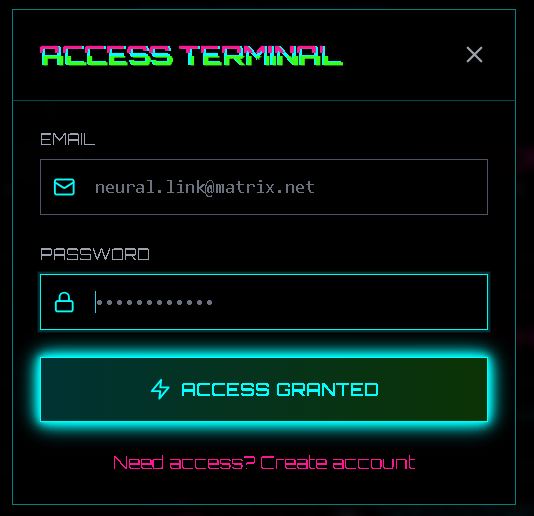 ACCESS TERMINAL
EMAIL
neural.link@matrix.net
PASSWORD
••••••••••••
ACCESS GRANTED
Need access? Create account